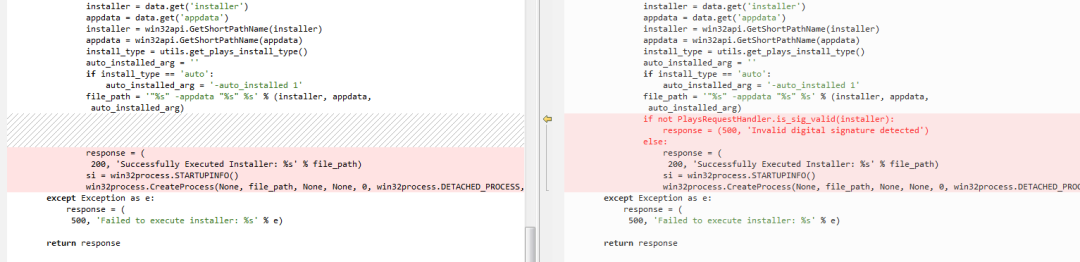 installer = data.get('installer')
appdata = data.get('appdata')
installer = win32api.GetShortPathName(installer)
appdata = win32api.GetShortPathName(appdata)
install_type = utils.get_plays_install_type()
auto_installed_arg = ''
if install_type == 'auto':
auto_installed_arg = '-auto_installed 1'
file_path = '"%s" -appdata "%s" %s' % (installer, appdata,
auto_installed_arg)
response = (
200, 'Successfully Executed Installer: %s' % file_path)
si = win32process.STARTUPINFO()
win32process.CreateProcess(None, file_path, None, None, 0, win32process.DETACHED_PROCESS,
except Exception as e:
response = (
500, 'Failed to execute installer: %s' % e)
return response
installer = data.get('installer')
appdata = data.get('appdata')
installer = win32api.GetShortPathName(installer)
appdata = win32api.GetShortPathName(appdata)
install_type = utils.get_plays_install_type()
auto_installed_arg = ''
if install_type == 'auto':
auto_installed_arg = '-auto_installed 1'
file_path = '"%s" -appdata "%s" %s' % (installer, appdata,
auto_installed_arg)
if not PlaysRequestHandler.is_sig_valid(installer):
response = (500, 'Invalid digital signature detected')
else:
response = (
200, 'Successfully Executed Installer: %s' % file_path)
si = win32process.STARTUPINFO()
win32process.CreateProcess(None, file_path, None, None, 0, win32process.DETACHED_PROC
except Exception as e:
response = (
500, 'Failed to execute installer: %s' % e)
return response